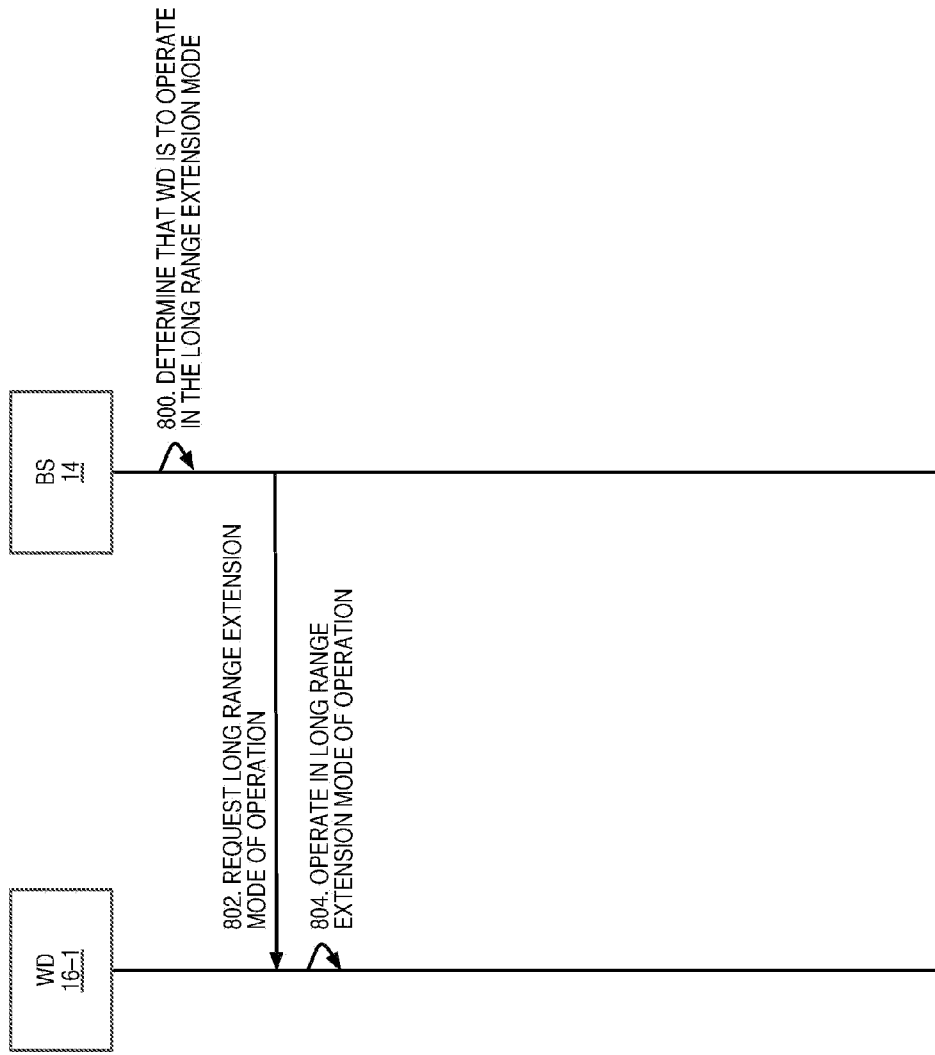 WD
16-1
BS
14
800. DETERMINE THAT WD IS TO OPERATE
IN THE LONG RANGE EXTENSION MODE
802. REQUEST LONG RANGE EXTENSION
MODE OF OPERATION
804. OPERATE IN LONG RANGE
EXTENSION MODE OF OPERATION